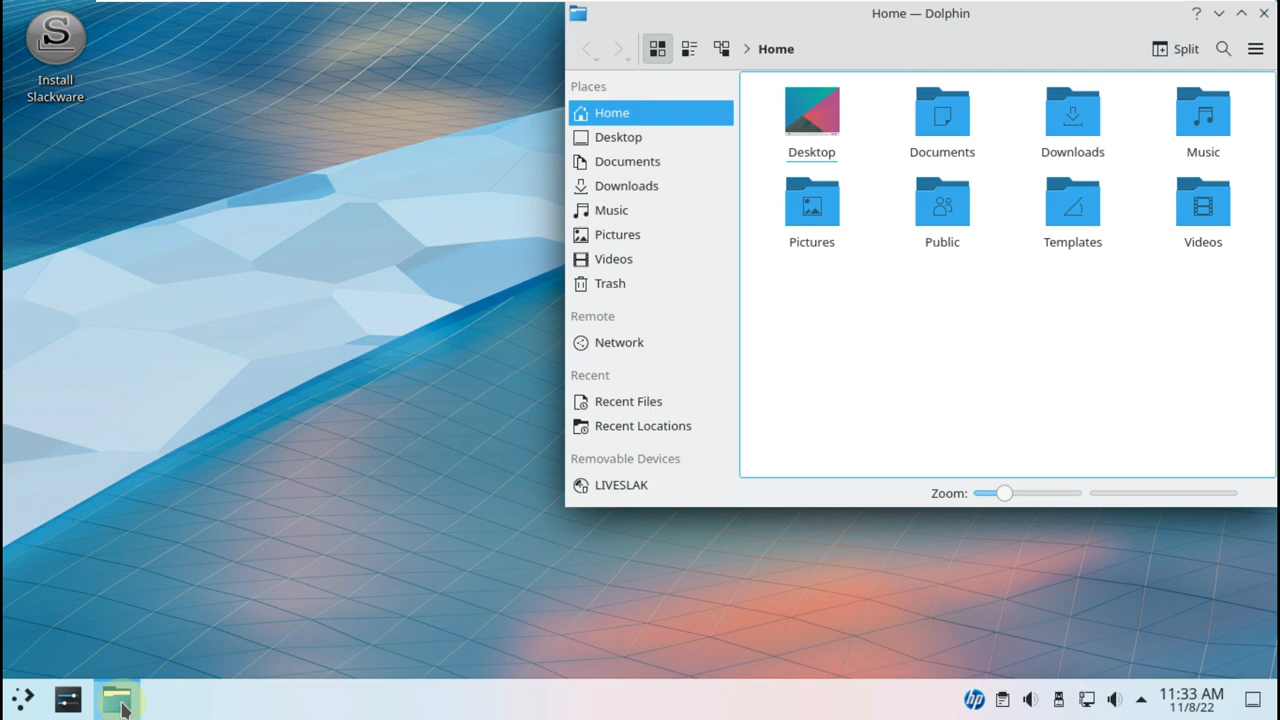 S
Install
Slackware
Home — Dolphin
Home
Split
Places
Home
Desktop
Documents
Downloads
Music
Pictures
Videos
Trash
Remote
Network
Recent
Recent Files
Recent Locations
Removable Devices
LIVESLAK
Desktop
Documents
Downloads
Music
Pictures
Public
Templates
Videos
Zoom:
hp
11:33 AM
11/8/22